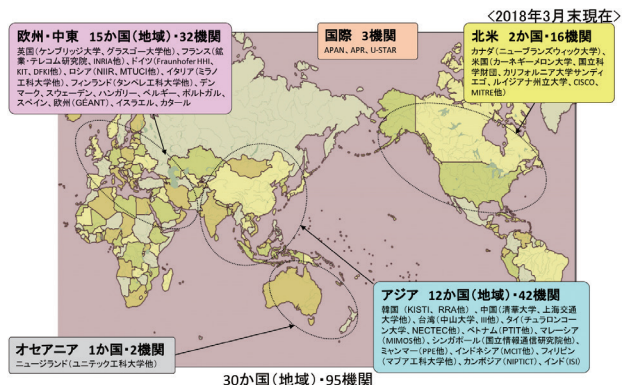 <2018年3月末現在>
欧州・中東 15か国(地域)・32機関
英国(ケンブリッジ大学、グラスゴー大学他)、フランス(鉱
業・テレコム研究院、INRIA他)、ドイツ(Fraunhofer HHI,
KIT、DFKI他)、ロシア(NIIR、MTUCI他)、イタリア(ミラノ
工科大学他)、フィンランド(タンペレ工科大学他)、デン
マーク、スウェーデン、ハンガリー、ベルギー、ポルトガル、
スペイン、欧州(GÉANT)、イスラエル、カタール
国際 3機関
APAN、APR、U-STAR
北米 2か国・16機関
カナダ(ニューブランズウィック大学)、
米国(カーネギーメロン大学、国立科
学財団、カリフォルニア大学サンディ
エゴ、ルイジアナ州立大学、CISCO、
MITRE他)
アジア 12か国(地域)・42機関
韓国(KISTI、RRA他)、中国(清華大学、上海交通
大学他)、台湾(中山大学、III他)、タイ(チュラロンコー
ン大学、NECTEC他)、ベトナム(PTIT他)、マレーシア
(MIMOS他)、シンガポール(国立情報通信研究院他)、
ミャンマー(PPE他)、インドネシア(MCIT他)、フィリピン
(マプア工科大学他)、カンボジア(NIPTICT)、インド(ISI)
オセアニア 1か国・2機関
ニュージランド(ユニテック工科大学他)
30か国(地域)・95機関